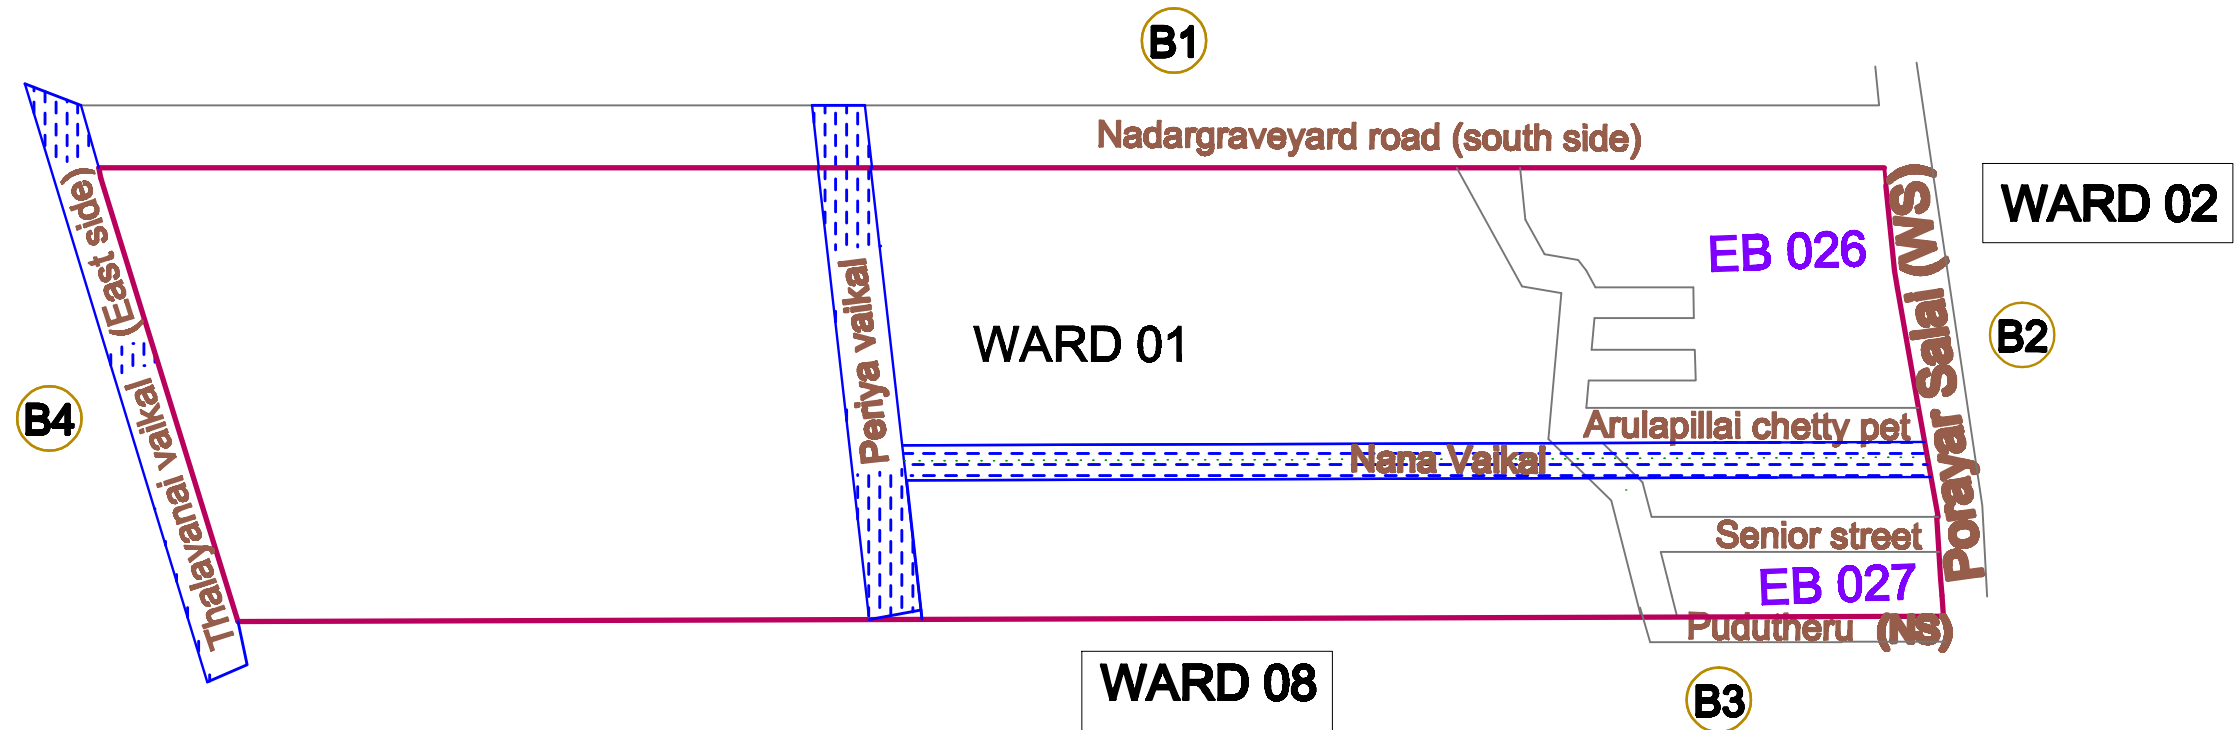 B1
Nadargraveyard road (south side)
WARD 02
EB 026
Porayar Salai (WS)
B2
Thalayanai vaikal (East side)
Periya vaikal
WARD 01
B4
Arulapillai chetty pet
Nana Vaikal
Senior street
EB 027
Pudutheru (NS)
WARD 08
B3